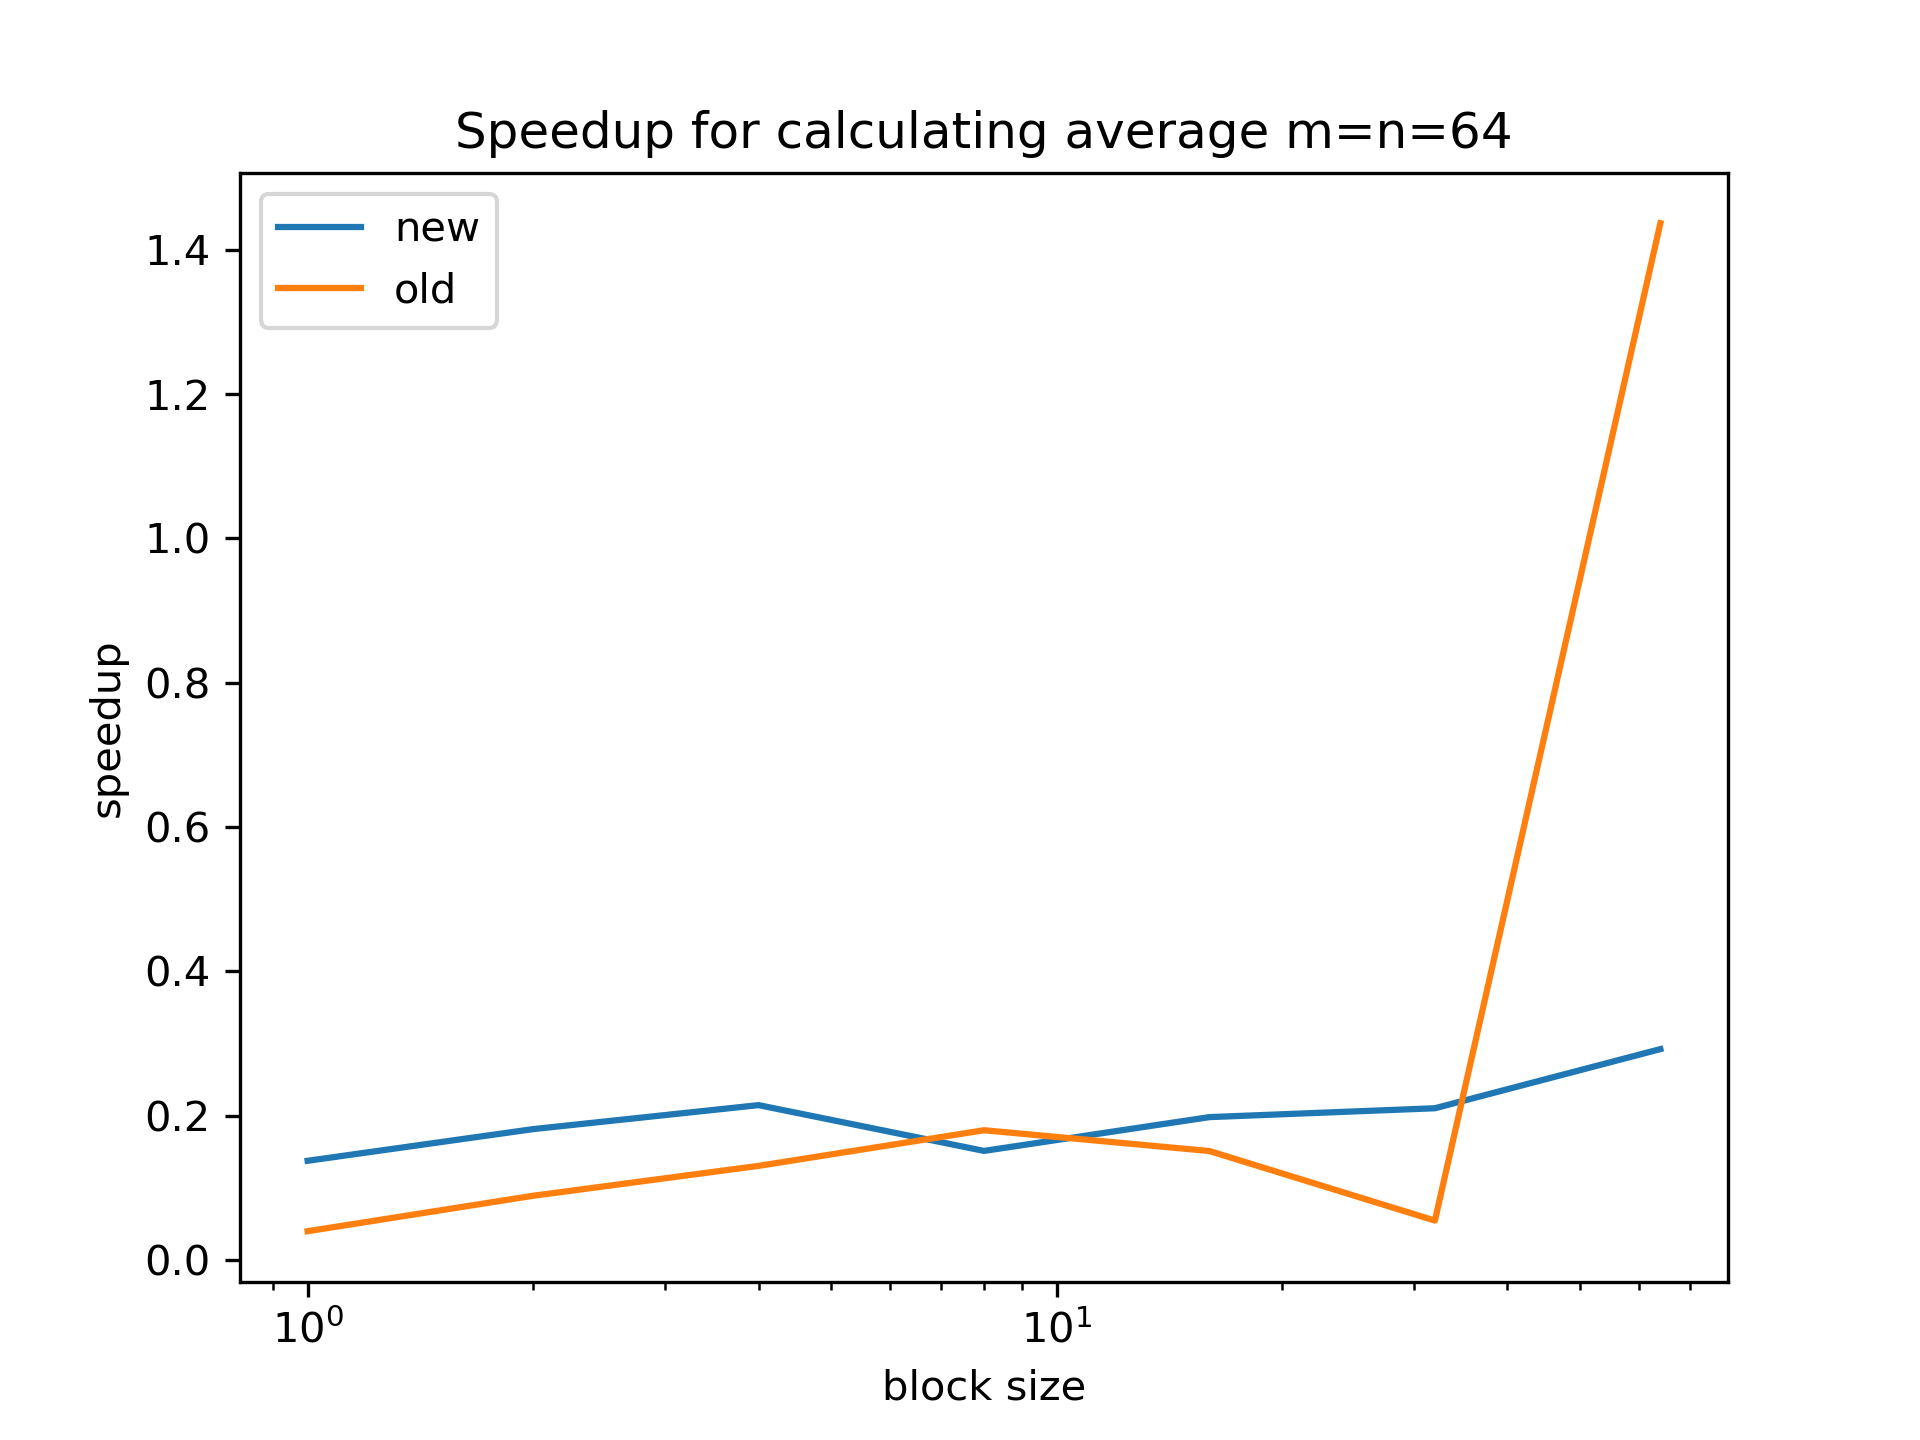 Speedup for calculating average m=n=64
new
old
1.4
1.2
1.0
0.8
0.6
0.4
0.2
0.0
speedup
10⁰ 10¹
block size